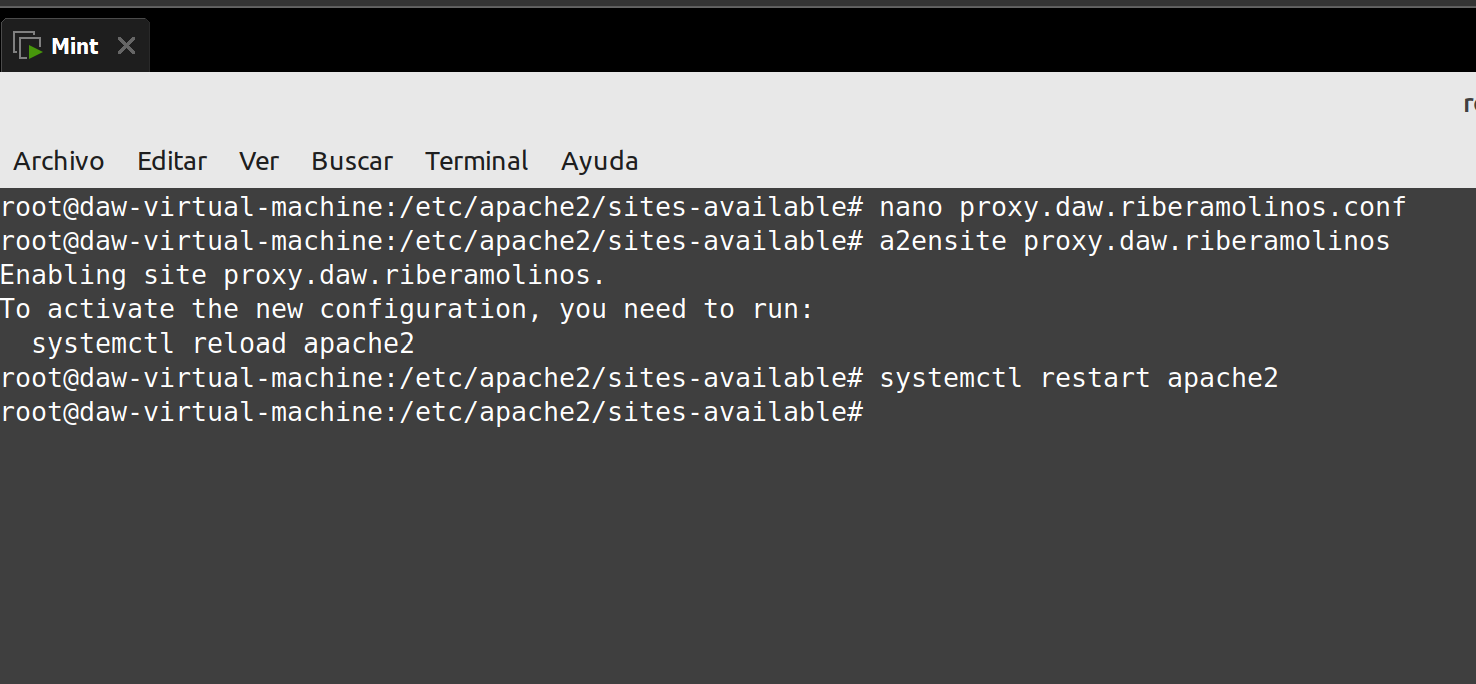 Mint
Archivo Editar Ver Buscar Terminal Ayuda
root@daw-virtual-machine:/etc/apache2/sites-available# nano proxy.daw.riberamolinos.conf
root@daw-virtual-machine:/etc/apache2/sites-available# a2ensite proxy.daw.riberamolinos
Enabling site proxy.daw.riberamolinos.
To activate the new configuration, you need to run:
  systemctl reload apache2
root@daw-virtual-machine:/etc/apache2/sites-available# systemctl restart apache2
root@daw-virtual-machine:/etc/apache2/sites-available#